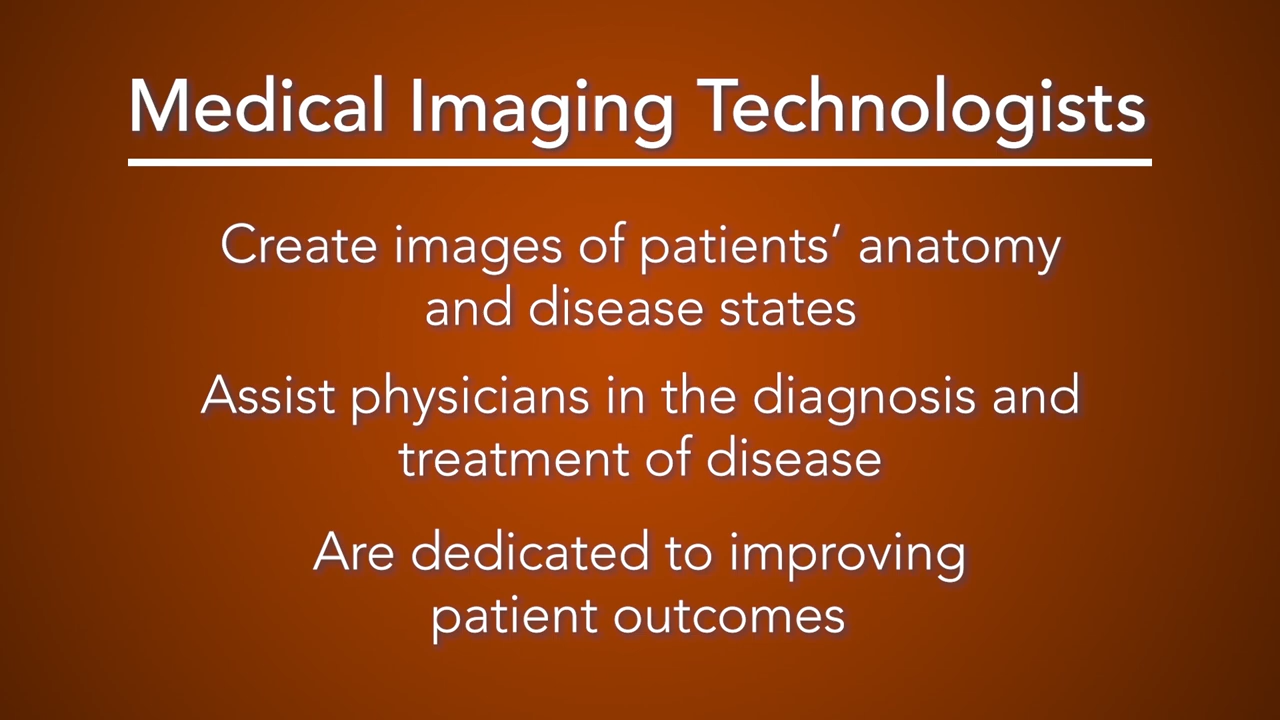 Medical Imaging Technologists
Create images of patients’ anatomy
and disease states
Assist physicians in the diagnosis and
treatment of disease
Are dedicated to improving
patient outcomes